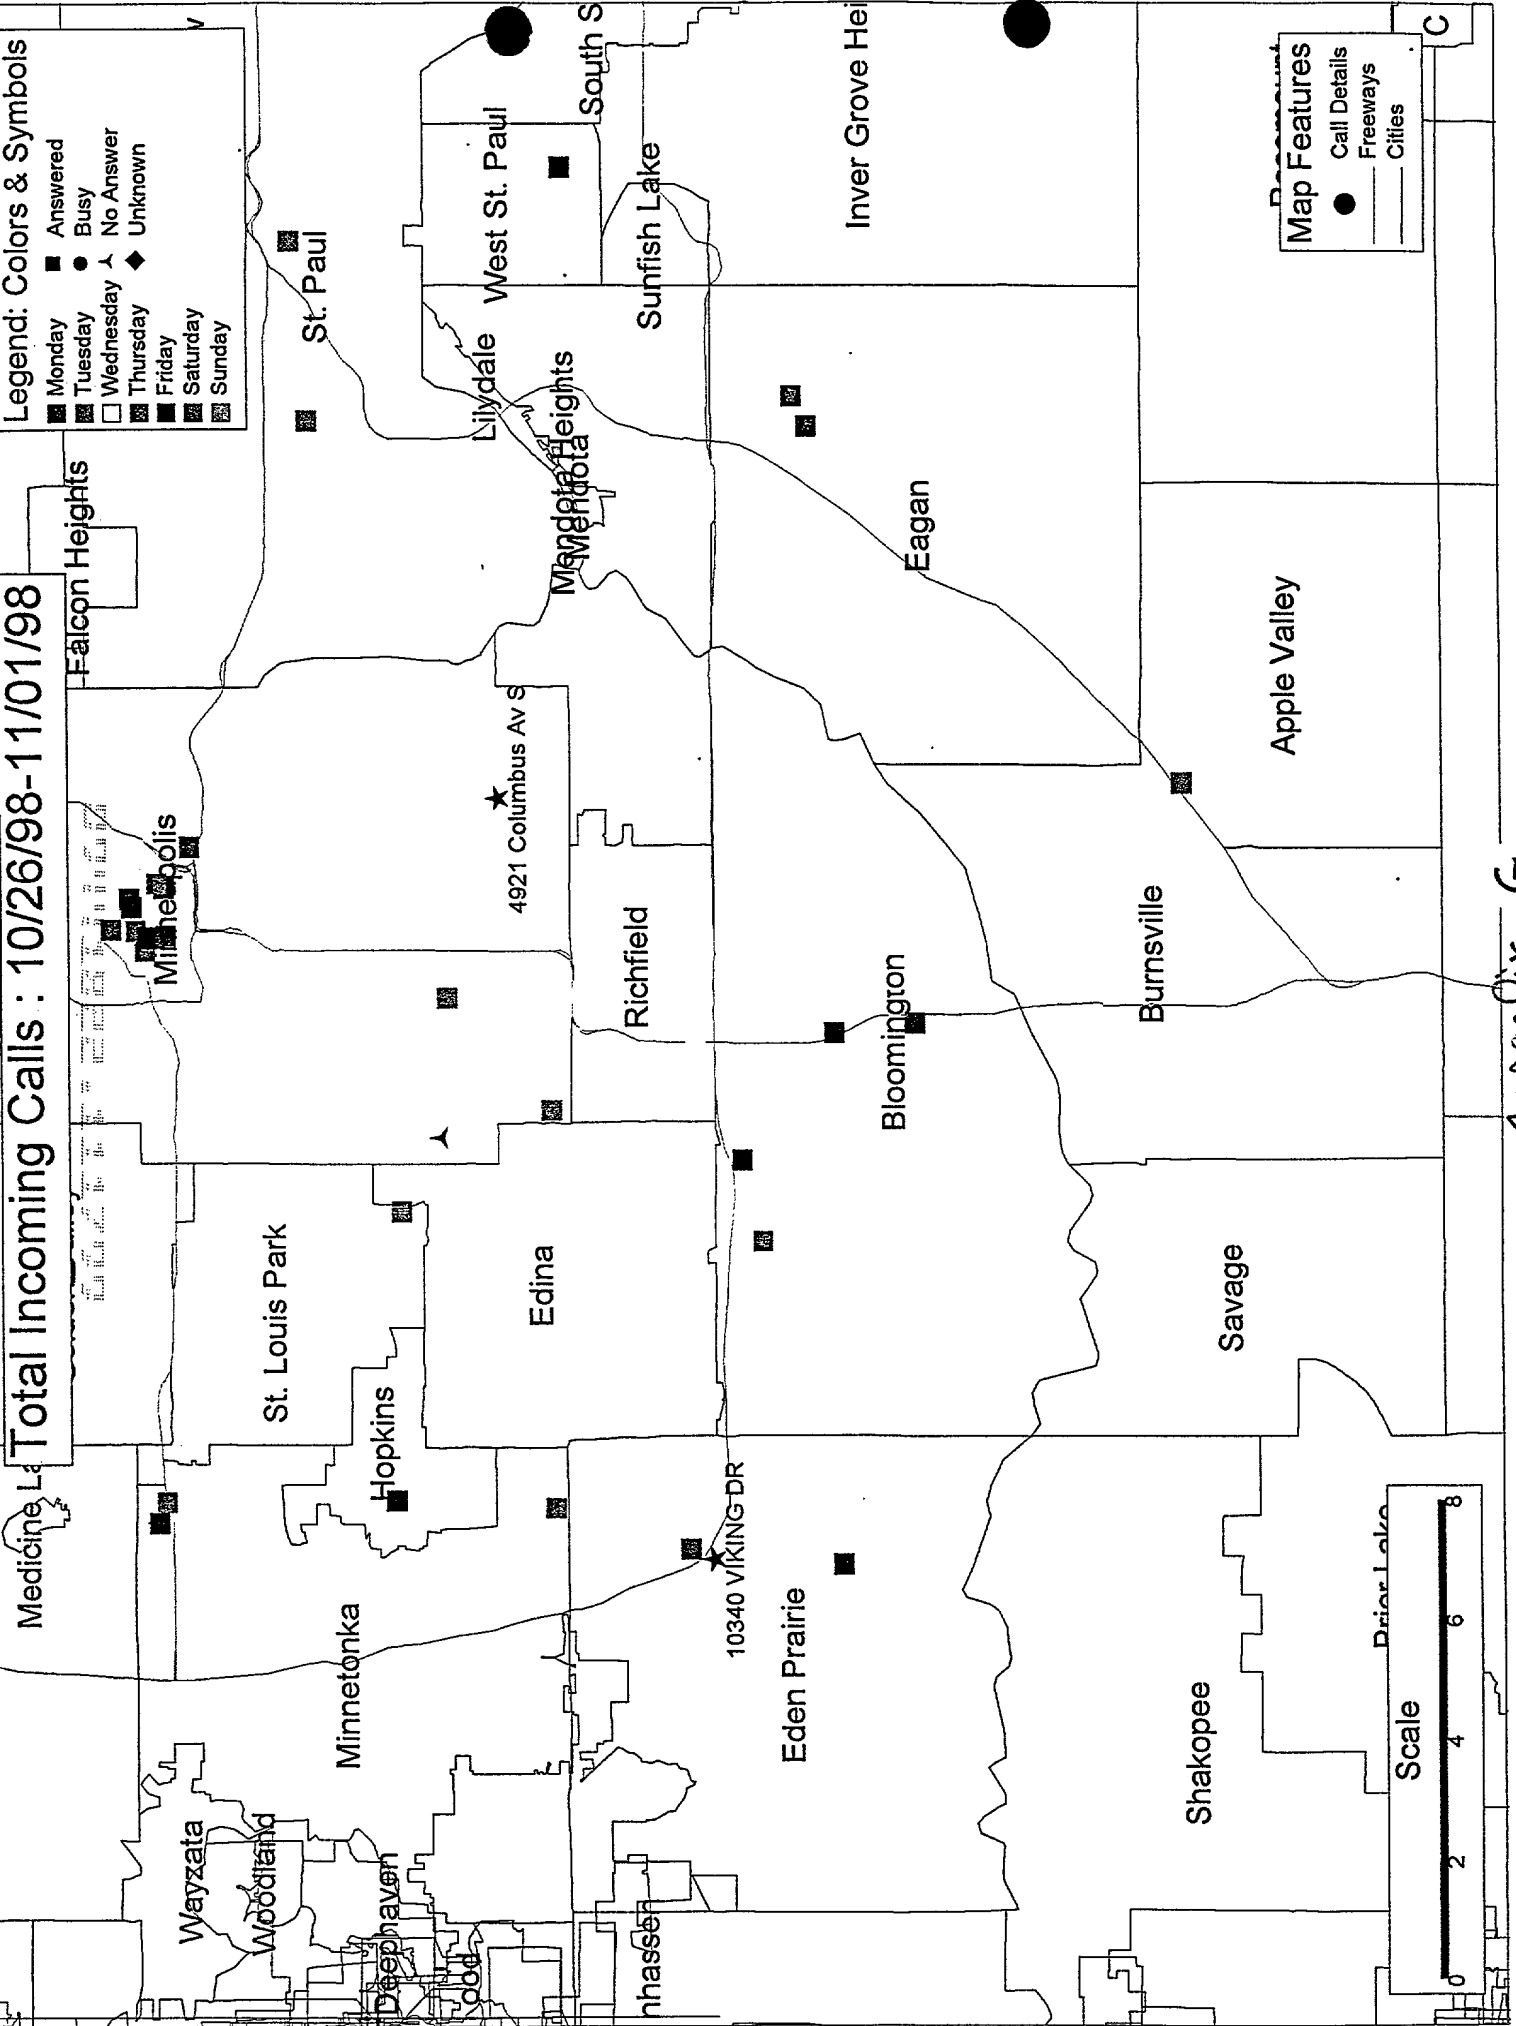 Total Incoming Calls : 10/26/98-11/01/98
Legend: Colors & Symbols
Monday
Tuesday
Wednesday
Thursday
Friday
Saturday
Sunday
Answered
Busy
No Answer
Unknown
Falcon Heights
Minneapolis
St. Paul
West St. Paul
South S
Lilydale
Mendota Heights
Mendota
Sunfish Lake
Inver Grove Hei
Medicine La
St. Louis Park
Hopkins
Edina
4921 Columbus Av S
Richfield
Bloomington
Eagan
Wayzata
Woodland
Deephaven
ood
Minnetonka
nhassen
10340 VIKING DR
Eden Prairie
Shakopee
Savage
Burnsville
Apple Valley
Prior Lake
Map Features
Call Details
Freeways
Cities
C
Scale
0 2 4 6 8